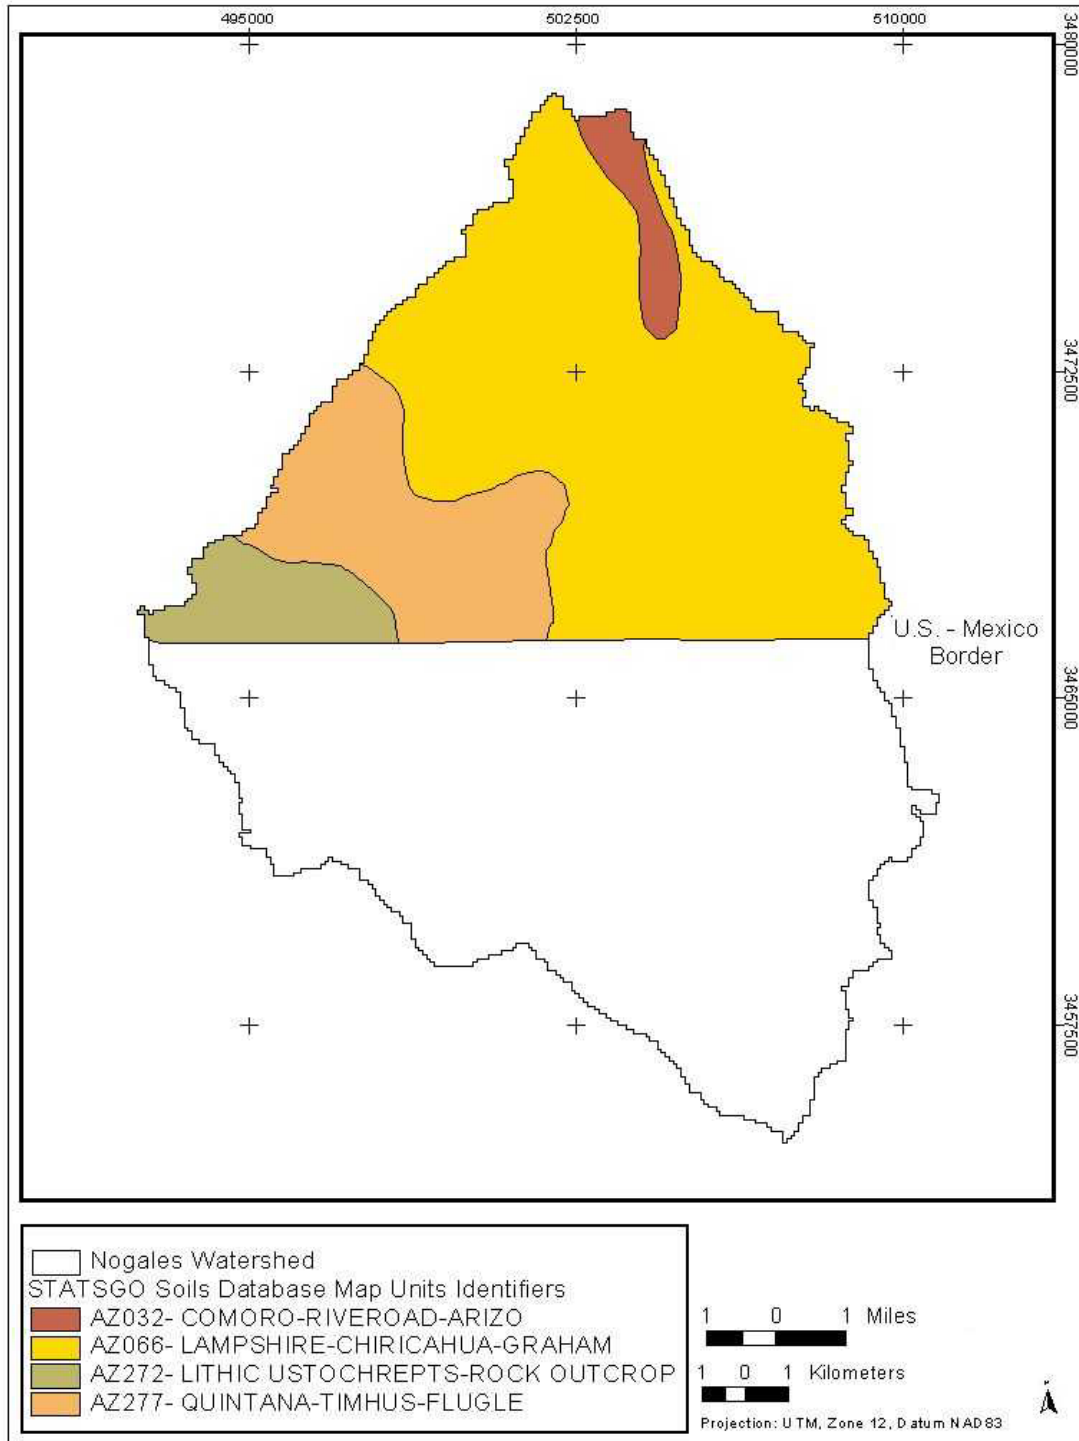 495000 502500 510000
3480000
3472500
U.S. - Mexico
Border
3465000
3457500
Nogales Watershed
STATSGO Soils Database Map Units Identifiers
AZ032- COMORO-RIVEROAD-ARIZO
AZ066- LAMPSHIRE-CHIRICAHUA-GRAHAM
AZ272- LITHIC USTOCHREPTS-ROCK OUTCROP
AZ277- QUINTANA-TIMHUS-FLUGLE
1 0 1 Miles
1 0 1 Kilometers
Projection: UTM, Zone 12, Datum NAD83